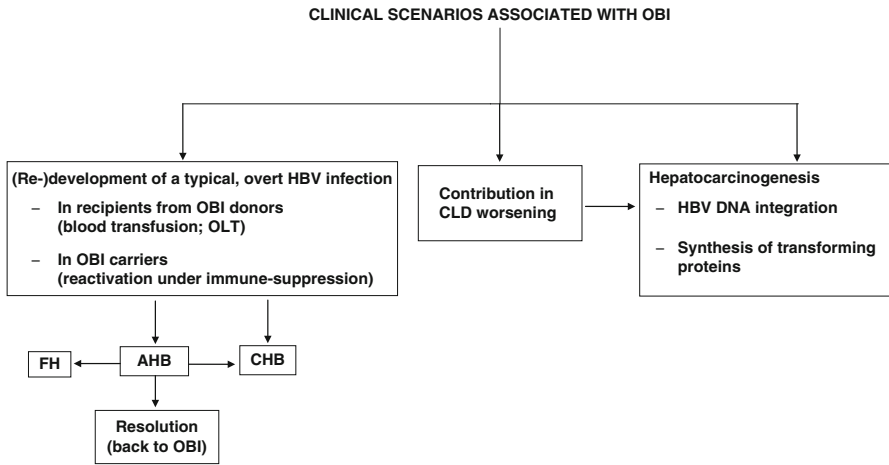 CLINICAL SCENARIOS ASSOCIATED WITH OBI
(Re-)development of a typical, overt HBV infection
– In recipients from OBI donors
(blood transfusion; OLT)
– In OBI carriers
(reactivation under immune-suppression)
Contribution in
CLD worsening
Hepatocarcinogenesis
– HBV DNA integration
– Synthesis of transforming
proteins
FH
AHB
CHB
Resolution
(back to OBI)